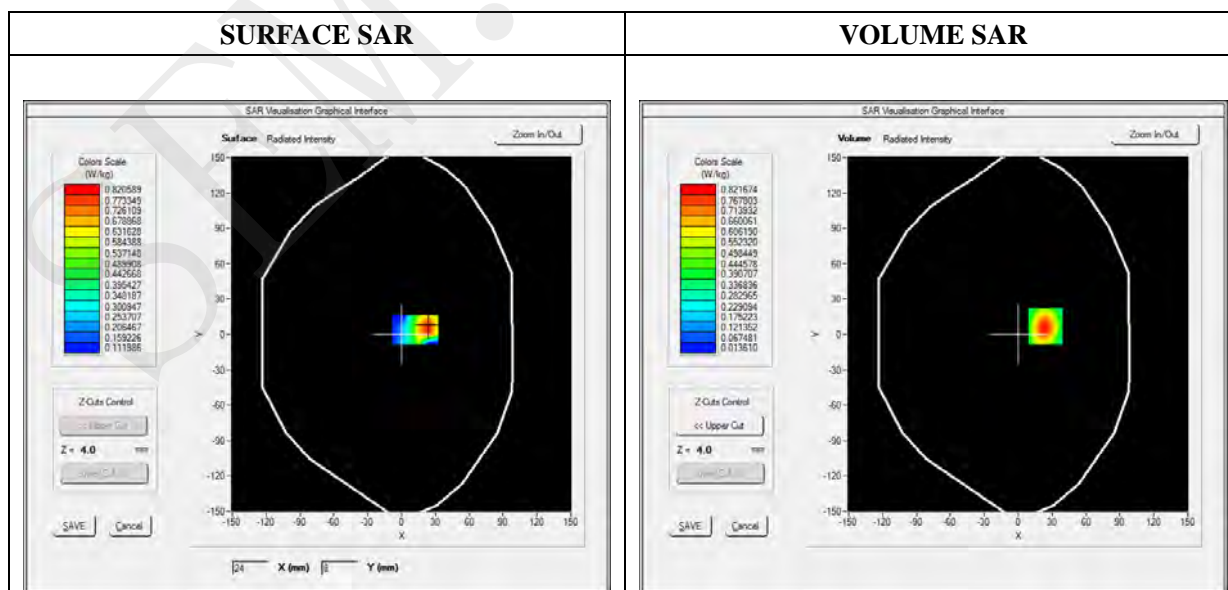 SURFACE SAR
VOLUME SAR
SAR Visualisation Graphical Interface
Surface Radiated Intensity
Zoom In/Out
Colors Scale
(W/kg)
0.820589
0.773349
0.726109
0.678868
0.631628
0.584388
0.537148
0.489908
0.442668
0.395427
0.348187
0.300947
0.253707
0.206467
0.159226
0.111986
Z-Cuts Control
<< Upper Cut
Z = 4.0 mm
SAVE
Cancel
150
120
90
60
30
0
-30
-60
-90
-120
-150
Y
-150 -120 -90 -60 -30 0 30 60 90 120 150
X
24 X (mm) 8 Y (mm)
SAR Visualisation Graphical Interface
Volume Radiated Intensity
Zoom In/Out
Colors Scale
(W/kg)
0.821674
0.767803
0.713932
0.660061
0.606190
0.552320
0.498449
0.444578
0.390707
0.336836
0.282965
0.229094
0.175223
0.121352
0.067481
0.013610
Z-Cuts Control
<< Upper Cut
Z = 4.0 mm
SAVE
Cancel
150
120
90
60
30
0
-30
-60
-90
-120
-150
Y
-150 -120 -90 -60 -30 0 30 60 90 120 150
X